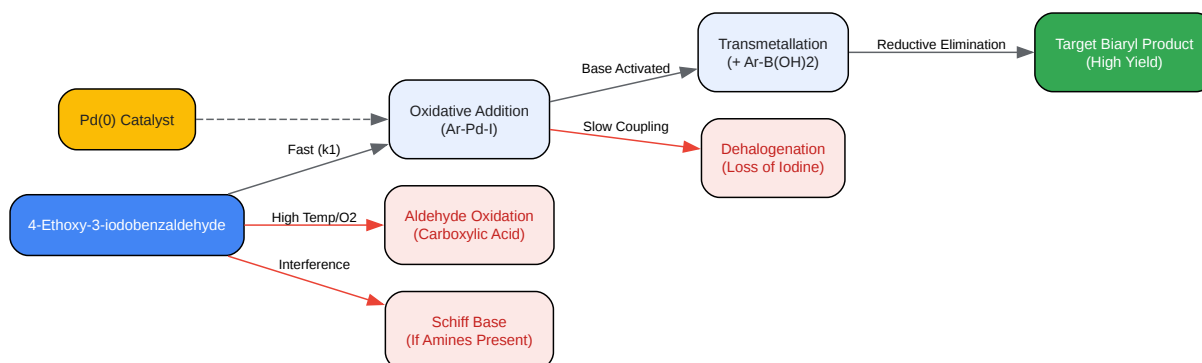 Transmetallation
(+ Ar-B(OH)2)
Reductive Elimination
Target Biaryl Product
(High Yield)
Base Activated
Pd(0) Catalyst
Oxidative Addition
(Ar-Pd-I)
Slow Coupling
Dehalogenation
(Loss of Iodine)
Fast (k1)
4-Ethoxy-3-iodobenzaldehyde
High Temp/O2
Aldehyde Oxidation
(Carboxylic Acid)
Interference
Schiff Base
(If Amines Present)